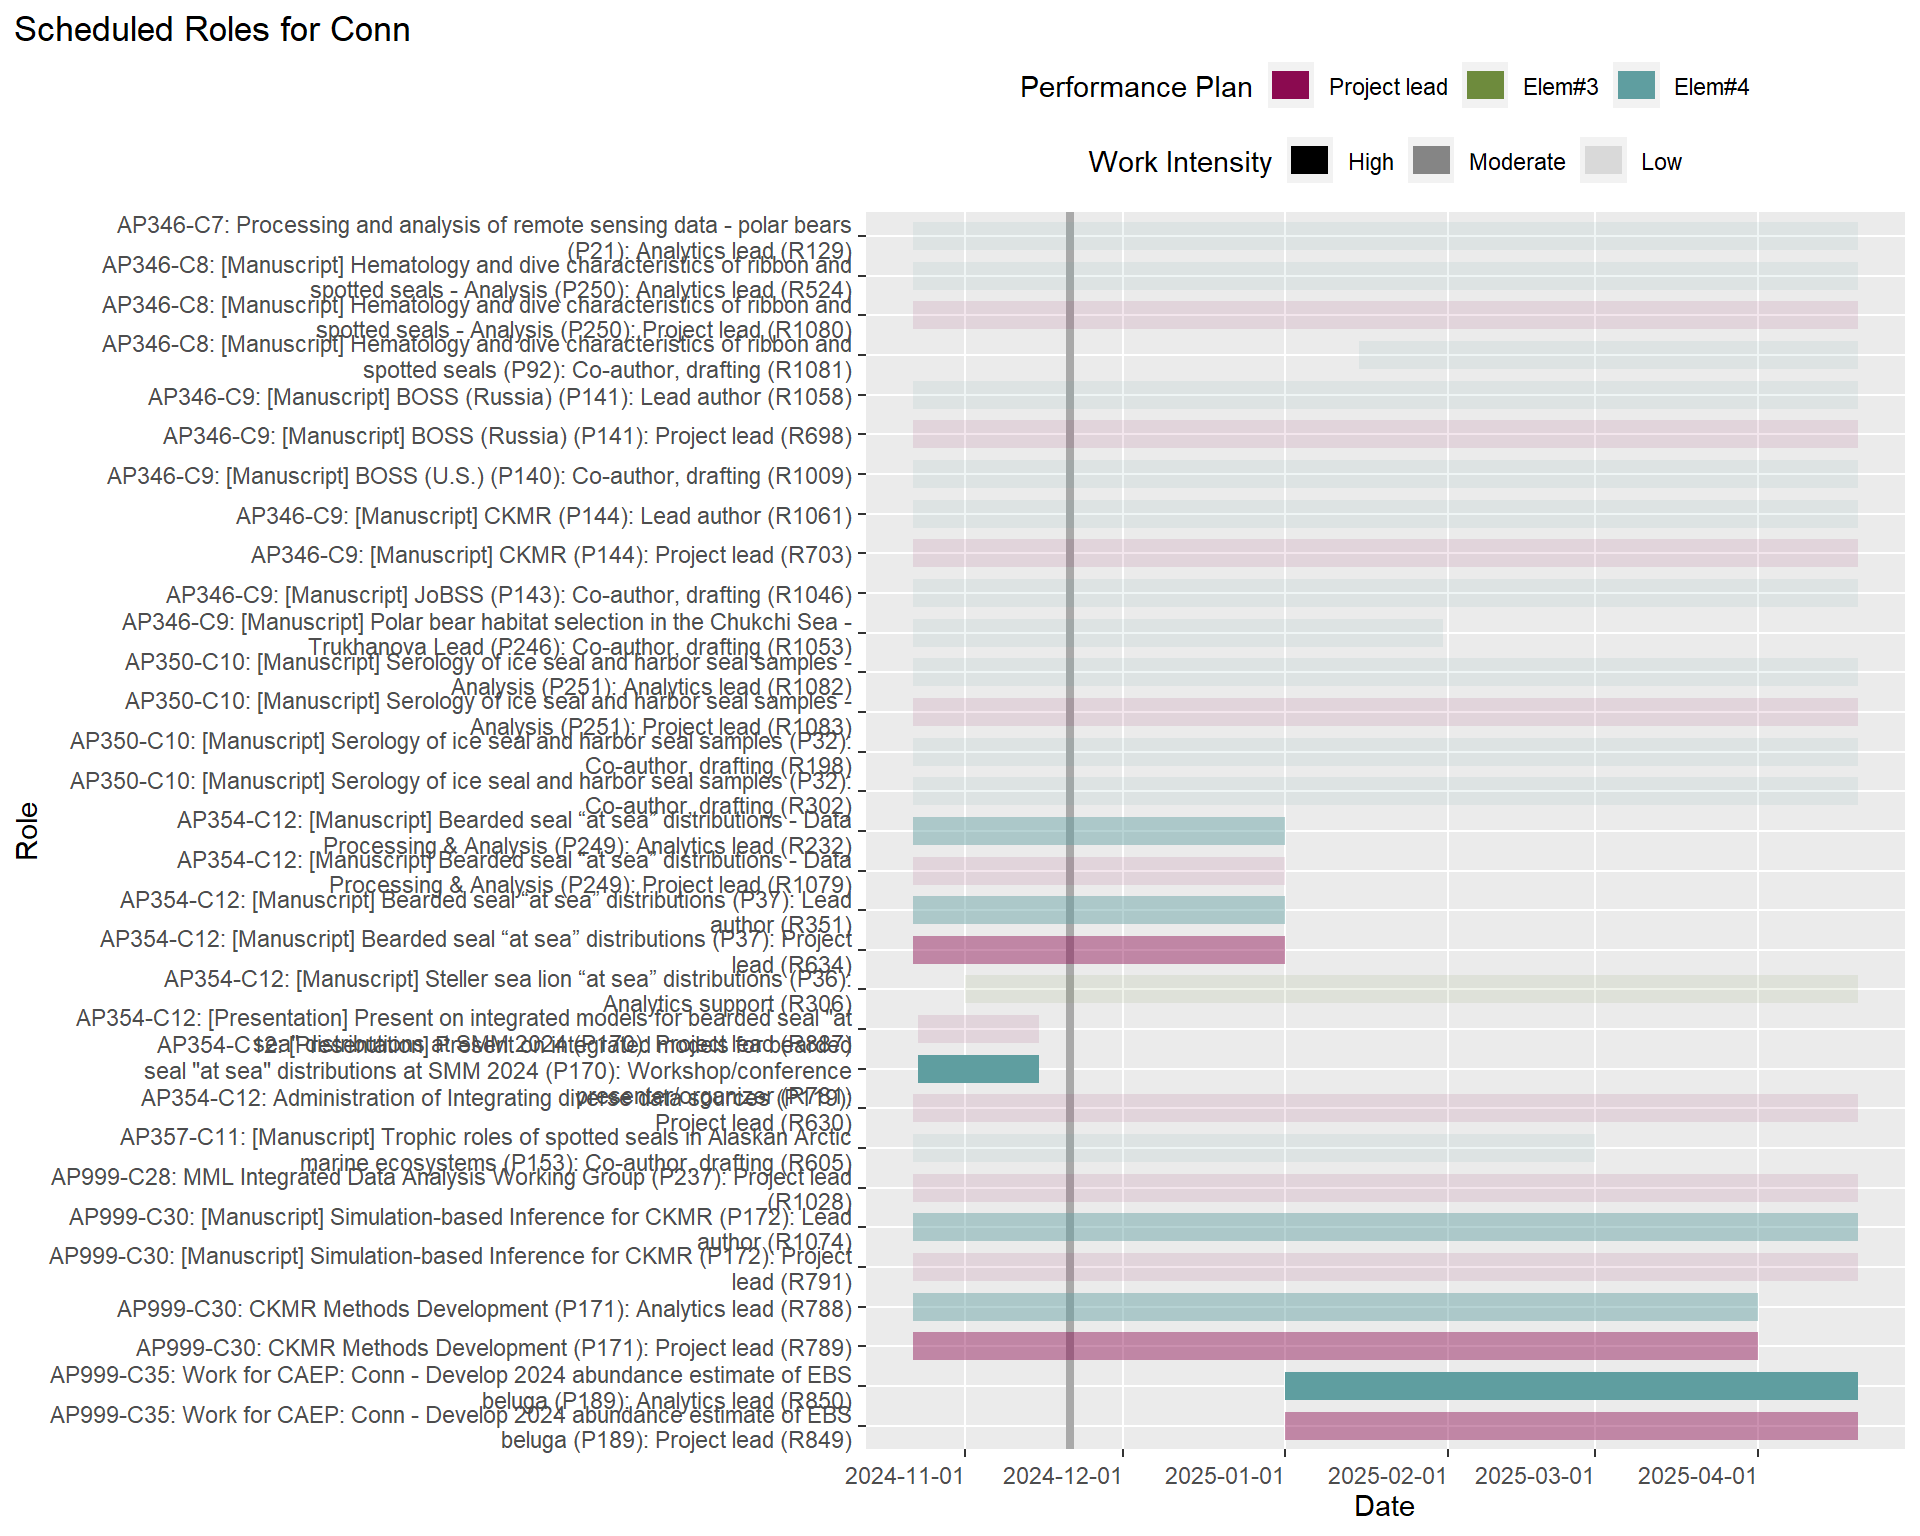 Scheduled Roles for Conn
Performance Plan Project lead Elem#3 Elem#4
Work Intensity High Moderate Low
AP346-C7: Processing and analysis of remote sensing data - polar bears
(P21): Analytics lead (R129)
AP346-C8: [Manuscript] Hematology and dive characteristics of ribbon and
spotted seals - Analysis (P250): Analytics lead (R524)
AP346-C8: [Manuscript] Hematology and dive characteristics of ribbon and
spotted seals - Analysis (P250): Project lead (R1080)
AP346-C8: [Manuscript] Hematology and dive characteristics of ribbon and
spotted seals (P92): Co-author, drafting (R1081)
AP346-C9: [Manuscript] BOSS (Russia) (P141): Lead author (R1058)
AP346-C9: [Manuscript] BOSS (Russia) (P141): Project lead (R698)
AP346-C9: [Manuscript] BOSS (U.S.) (P140): Co-author, drafting (R1009)
AP346-C9: [Manuscript] CKMR (P144): Lead author (R1061)
AP346-C9: [Manuscript] CKMR (P144): Project lead (R703)
AP346-C9: [Manuscript] JoBSS (P143): Co-author, drafting (R1046)
AP346-C9: [Manuscript] Polar bear habitat selection in the Chukchi Sea -
Trukhanova Lead (P246): Co-author, drafting (R1053)
AP350-C10: [Manuscript] Serology of ice seal and harbor seal samples -
Analysis (P251): Analytics lead (R1082)
AP350-C10: [Manuscript] Serology of ice seal and harbor seal samples -
Analysis (P251): Project lead (R1083)
AP350-C10: [Manuscript] Serology of ice seal and harbor seal samples (P32):
Co-author, drafting (R198)
AP350-C10: [Manuscript] Serology of ice seal and harbor seal samples (P32):
Co-author, drafting (R302)
AP354-C12: [Manuscript] Bearded seal “at sea” distributions - Data
Processing & Analysis (P249): Analytics lead (R232)
AP354-C12: [Manuscript] Bearded seal “at sea” distributions - Data
Processing & Analysis (P249): Project lead (R1079)
AP354-C12: [Manuscript] Bearded seal “at sea” distributions (P37): Lead
author (R351)
AP354-C12: [Manuscript] Bearded seal “at sea” distributions (P37): Project
lead (R634)
AP354-C12: [Manuscript] Steller sea lion “at sea” distributions (P36):
Analytics support (R306)
AP354-C12: [Presentation] Present on integrated models for bearded seal "at
sea" distributions at SMM 2024 (P170): Project lead (R887)
AP354-C12: [Presentation] Present on integrated models for bearded
seal "at sea" distributions at SMM 2024 (P170): Workshop/conference
presenter/organizer (R781)
AP354-C12: Administration of Integrating diverse data sources (P119):
Project lead (R630)
AP357-C11: [Manuscript] Trophic roles of spotted seals in Alaskan Arctic
marine ecosystems (P153): Co-author, drafting (R605)
AP999-C28: MML Integrated Data Analysis Working Group (P237): Project lead
(R1028)
AP999-C30: [Manuscript] Simulation-based Inference for CKMR (P172): Lead
author (R1074)
AP999-C30: [Manuscript] Simulation-based Inference for CKMR (P172): Project
lead (R791)
AP999-C30: CKMR Methods Development (P171): Analytics lead (R788)
AP999-C30: CKMR Methods Development (P171): Project lead (R789)
AP999-C35: Work for CAEP: Conn - Develop 2024 abundance estimate of EBS
beluga (P189): Analytics lead (R850)
AP999-C35: Work for CAEP: Conn - Develop 2024 abundance estimate of EBS
beluga (P189): Project lead (R849)
Role
2024-11-01 2024-12-01 2025-01-01 2025-02-01 2025-03-01 2025-04-01
Date